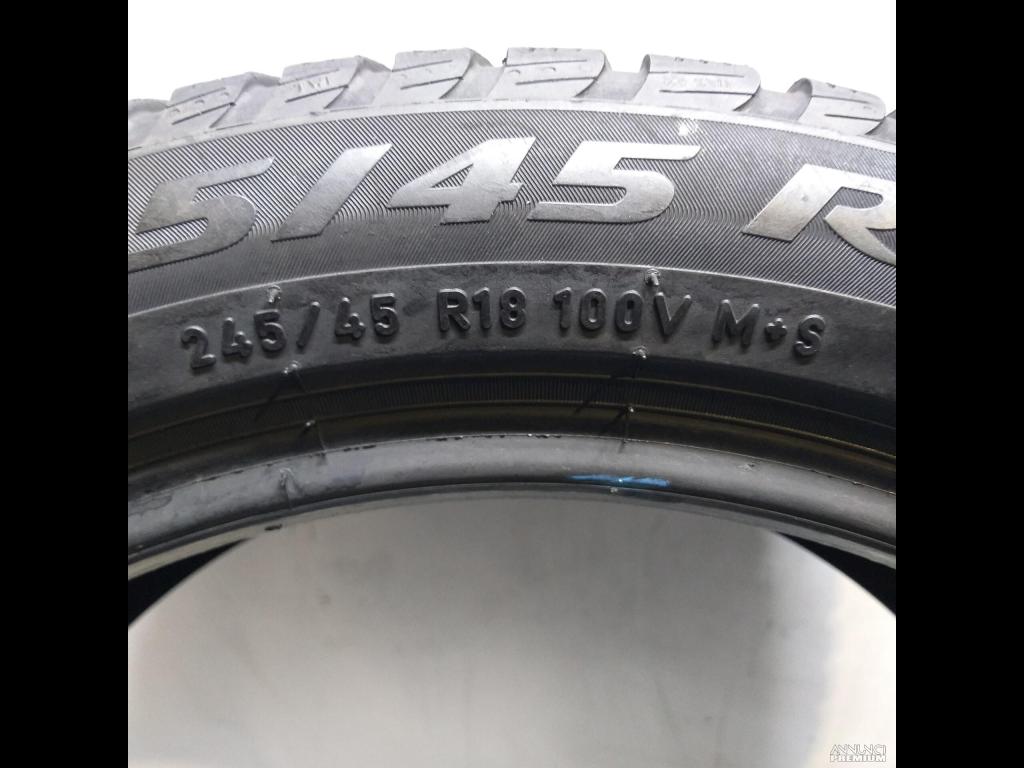 5/45 R
245/45 R18 100V M+S
ANNUNCI
PREMIUM